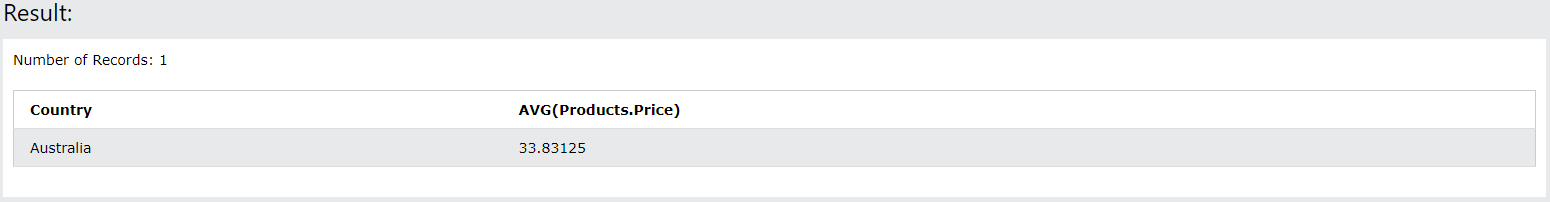 Result:
Number of Records: 1
Country AVG(Products.Price)
Australia 33.83125